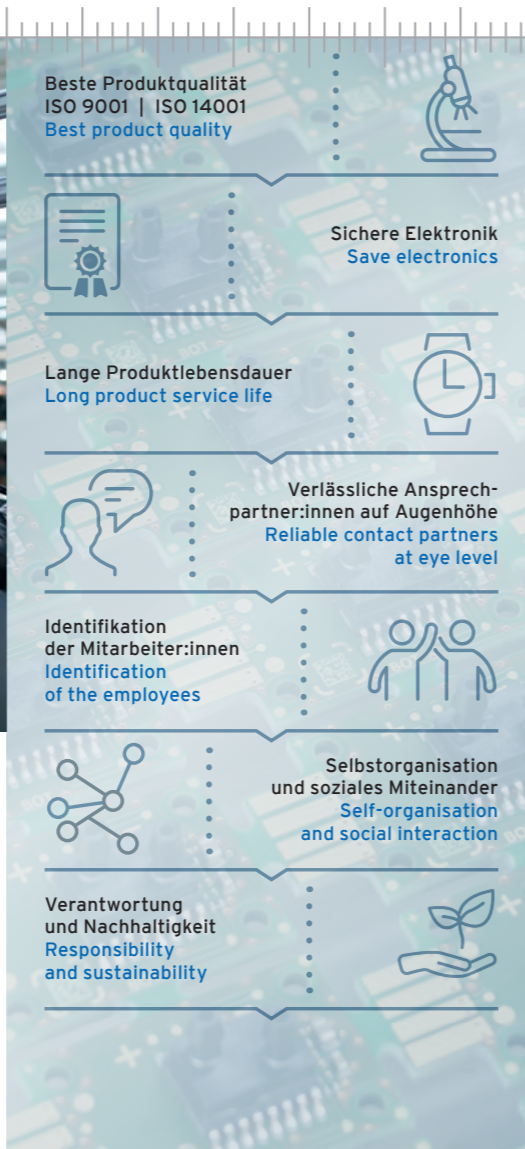 Beste Produktqualität
ISO 9001 | ISO 14001
Best product quality
Sichere Elektronik
Save electronics
Lange Produktlebensdauer
Long product service life
Verlässliche Ansprech-
partner:innen auf Augenhöhe
Reliable contact partners
at eye level
Identifikation
der Mitarbeiter:innen
Identification
of the employees
Selbstorganisation
und soziales Miteinander
Self-organisation
and social interaction
Verantwortung
und Nachhaltigkeit
Responsibility
and sustainability